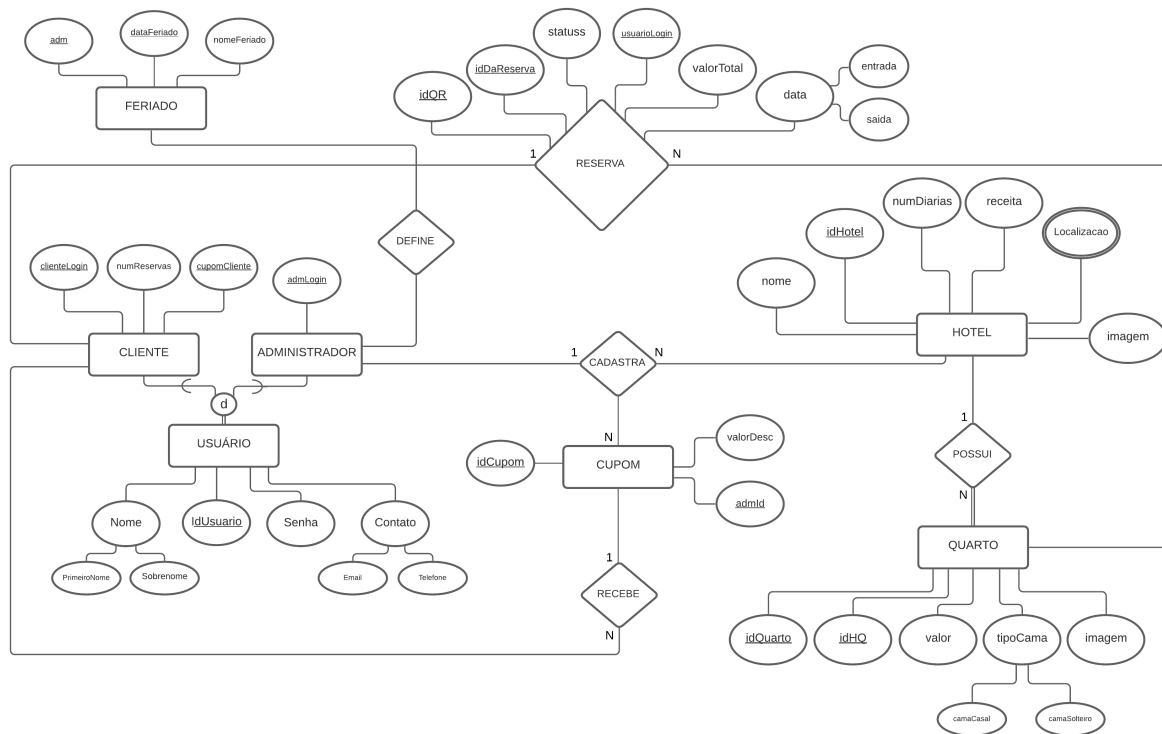 adm
dataFeriado
nomeFeriado
FERIADO
idQR
idDaReserva
statuss
usuarioLogin
valorTotal
data
entrada
saida
1
RESERVA
N
DEFINE
clienteLogin
numReservas
cupomCliente
admLogin
CLIENTE
ADMINISTRADOR
d
USUÁRIO
Nome
IdUsuario
Senha
Contato
PrimeiroNome
Sobrenome
Email
Telefone
1
CADASTRA
N
N
idCupom
CUPOM
valorDesc
admId
1
RECEBE
N
nome
idHotel
numDiarias
receita
Localizacao
imagem
HOTEL
1
POSSUI
N
QUARTO
idQuarto
idHQ
valor
tipoCama
imagem
camaCasal
camaSolteiro